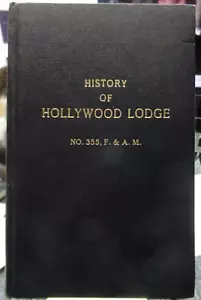 HISTORY
OF
HOLLYWOOD LODGE
NO. 355, F. & A. M.